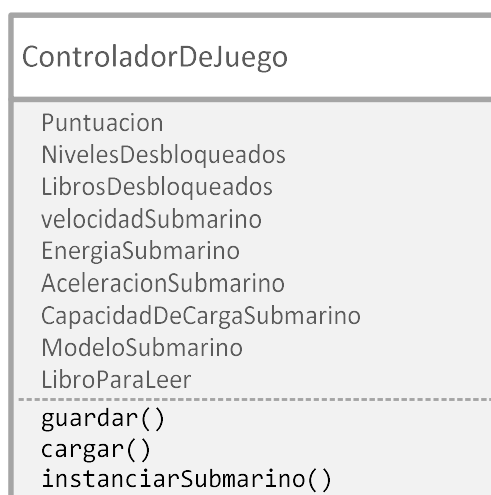 ControladorDeJuego
Puntuacion
NivelesDesbloqueados
LibrosDesbloqueados
velocidadSubmarino
EnergiaSubmarino
AceleracionSubmarino
CapacidadDeCargaSubmarino
ModeloSubmarino
LibroParaLeer
guardar()
cargar()
instanciarSubmarino()